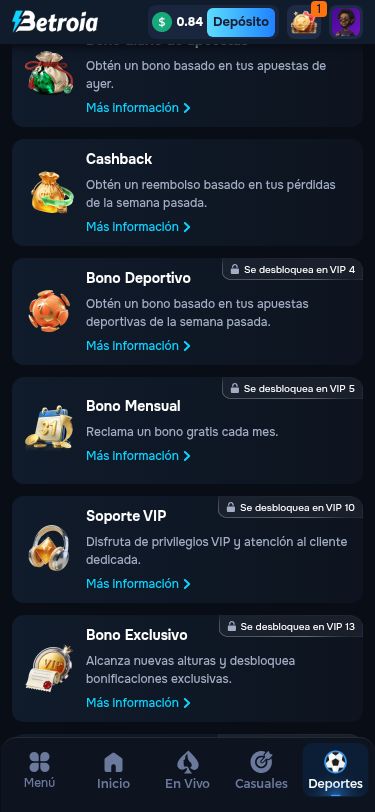 Betroia
$ 0.84 Depósito
1
Obtén un bono basado en tus apuestas de
ayer.
Más información
Cashback
Obtén un reembolso basado en tus pérdidas
de la semana pasada.
Más información
Se desbloquea en VIP 4
Bono Deportivo
Obtén un bono basado en tus apuestas
deportivas de la semana pasada.
Más información
Se desbloquea en VIP 5
Bono Mensual
31
Reclama un bono gratis cada mes.
Más información
Se desbloquea en VIP 10
Soporte VIP
Disfruta de privilegios VIP y atención al cliente
dedicada.
Más información
Se desbloquea en VIP 13
Bono Exclusivo
VIP
Alcanza nuevas alturas y desbloquea
bonificaciones exclusivas.
Más información
Menú
Inicio
En Vivo
Casuales
Deportes